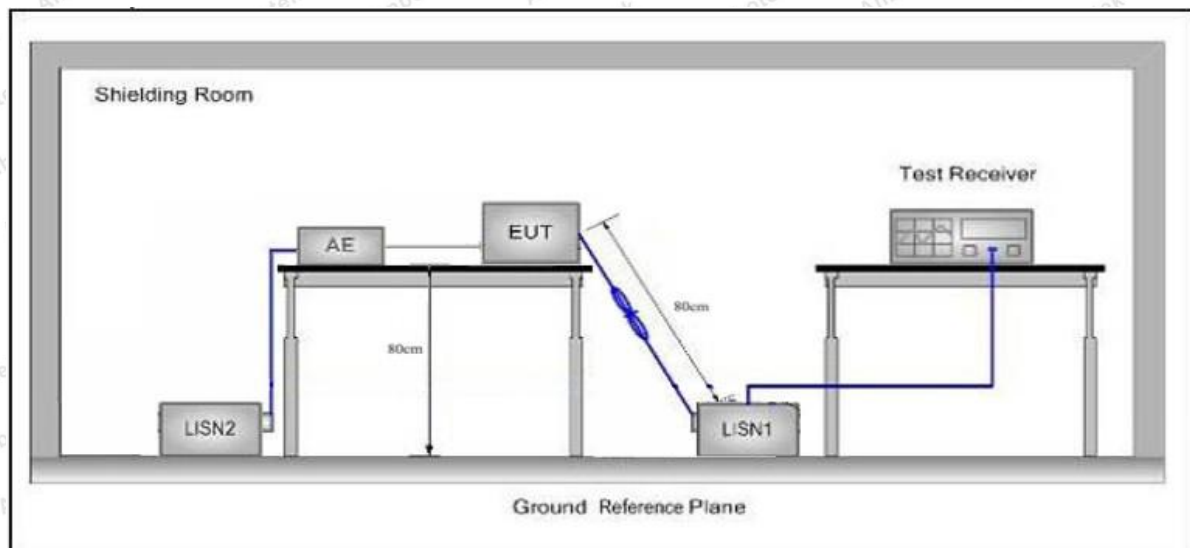 Shielding Room
Test Receiver
AE
EUT
80cm
80cm
LISN2
LISN1
Ground Reference Plane